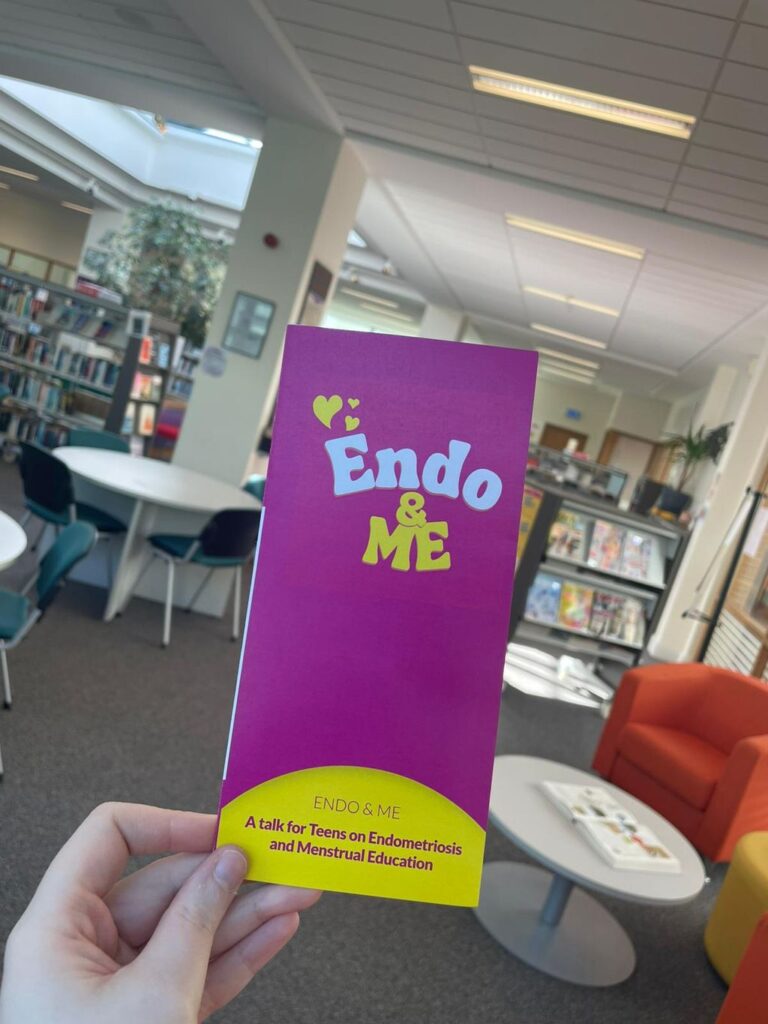 Endo
&
ME
ENDO & ME
A talk for Teens on Endometriosis
and Menstrual Education